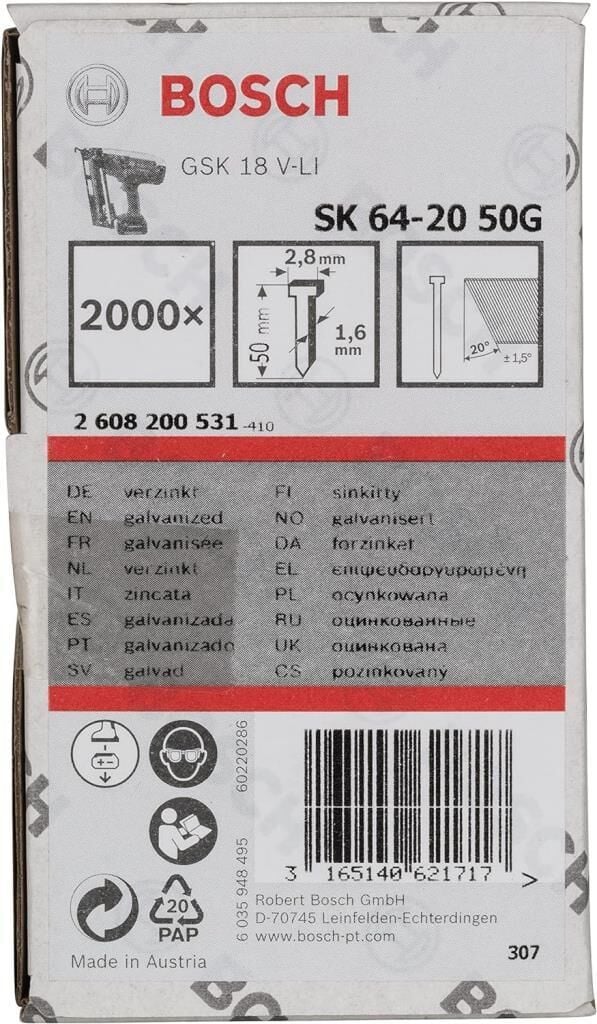 BOSCH
GSK 18 V-LI
SK 64-20 50G
2000×
2,8 mm
50 mm
1,6 mm
20°
± 1,5°
2 608 200 531 -410
DE verzinkt
EN galvanized
FR galvanisée
NL verzinkt
IT zincata
ES galvanizada
PT galvanizado
SV galvad
FI sinkitty
NO galvanisert
DA forzinket
EL επιψευδαργυρωμένη
PL ocynkowana
RU оцинкованные
UK оцинкована
CS pozinkovaný
60220286
6 035 948 495
3 165140 621717 >
Robert Bosch GmbH
D-70745 Leinfelden-Echterdingen
www.bosch-pt.com
20
PAP
Made in Austria
307